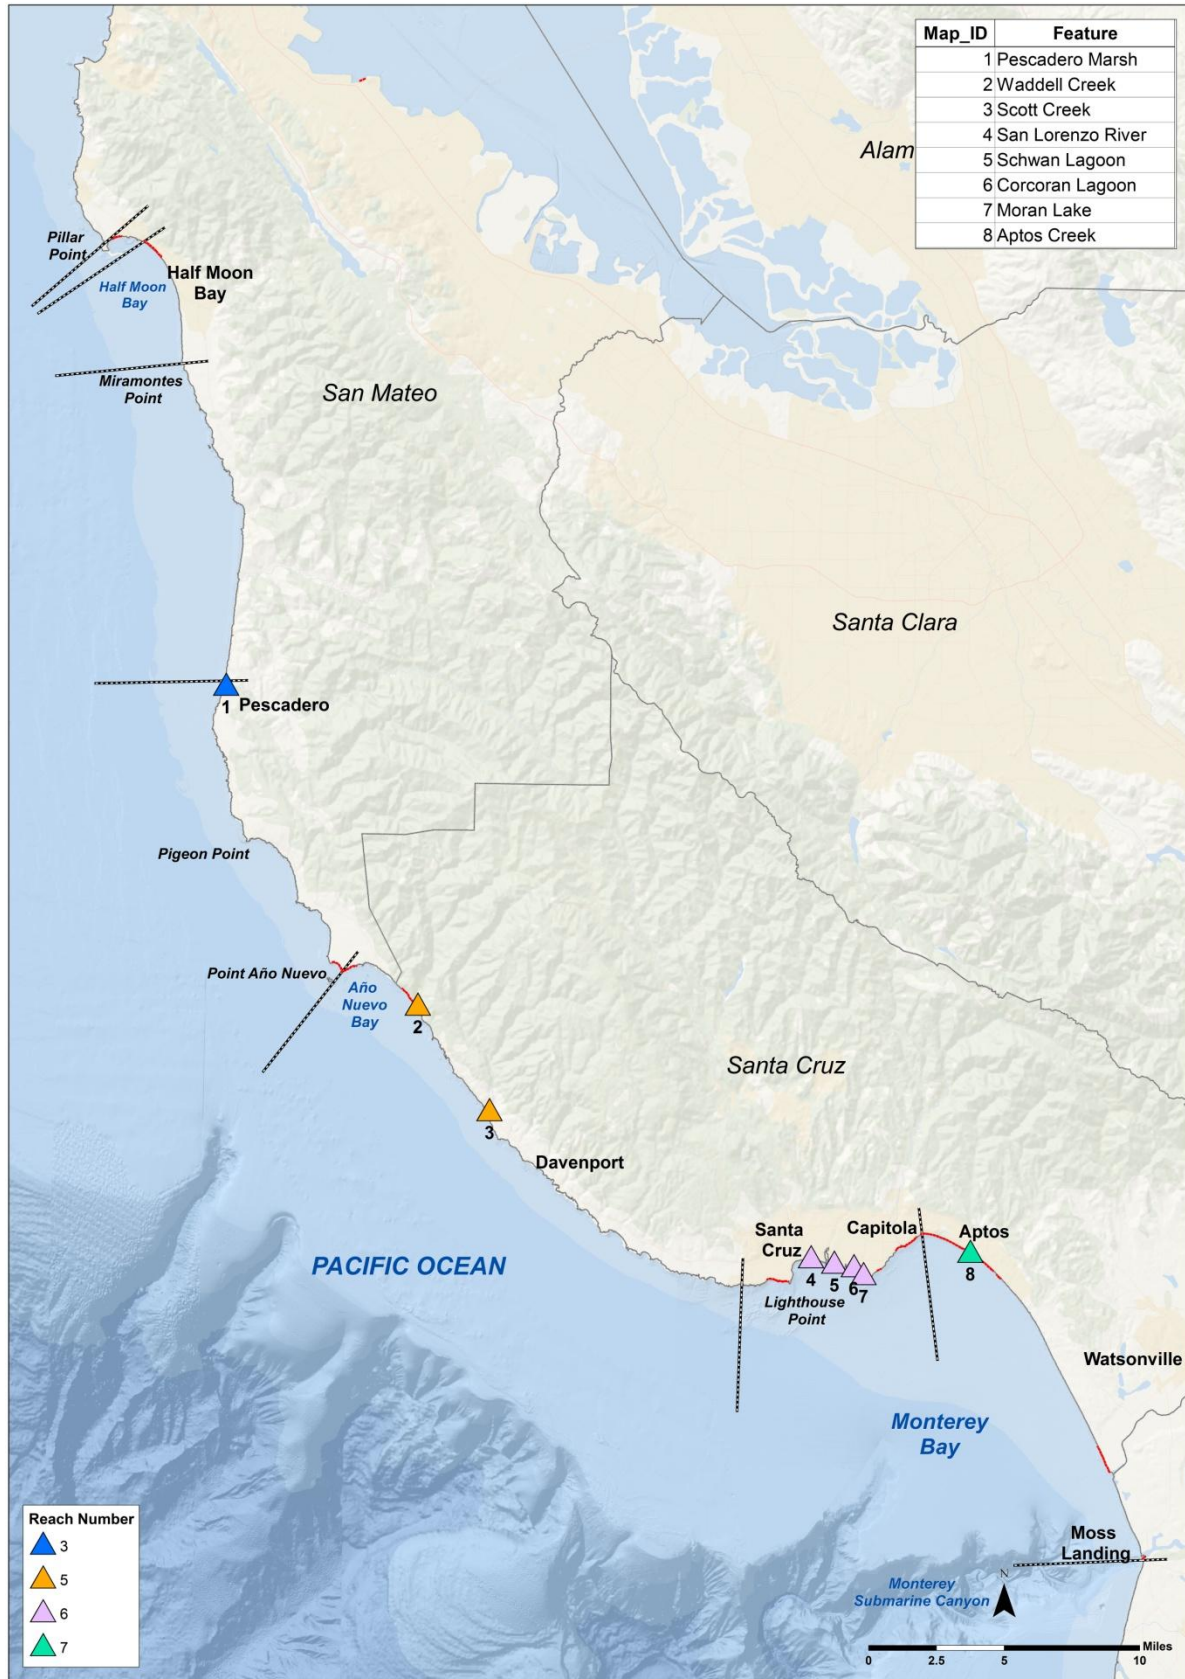 Map_ID Feature
1 Pescadero Marsh
2 Waddell Creek
3 Scott Creek
4 San Lorenzo River
5 Schwan Lagoon
6 Corcoran Lagoon
7 Moran Lake
8 Aptos Creek
Alam
Pillar
Point
Half Moon
Bay
Half Moon
Bay
Miramontes
Point
San Mateo
Santa Clara
1
Pescadero
Pigeon Point
Point Año Nuevo
Año
Nuevo
Bay
2
3
Santa Cruz
Davenport
Santa
Cruz
Capitola
Aptos
4
5
6
7
8
Lighthouse
Point
PACIFIC OCEAN
Watsonville
Monterey
Bay
Moss
Landing
Monterey
Submarine Canyon
N
Reach Number
3
5
6
7
Miles
0 2.5 5 10